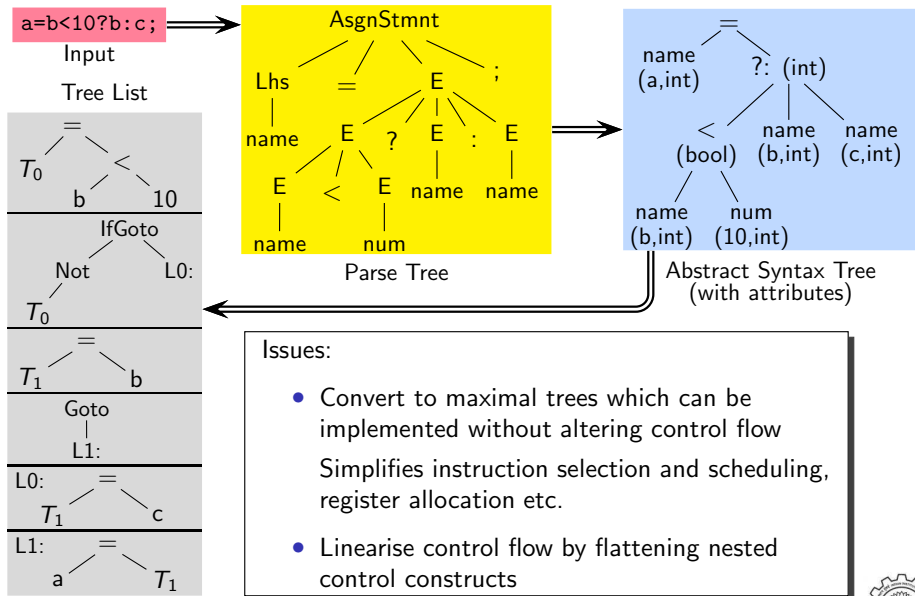 a=b<10?b:c;
Input
AsgnStmnt
Lhs = E ;
name
E ? E : E
E < E name name
name num
Parse Tree
=
name
(a,int)
?: (int)
< name name
(bool) (b,int) (c,int)
name num
(b,int) (10,int)
Abstract Syntax Tree
(with attributes)
Tree List
=
T0 <
b 10
IfGoto
Not L0:
T0
=
T1 b
Goto
L1:
L0: =
T1 c
L1: =
a T1
Issues:
• Convert to maximal trees which can be
implemented without altering control flow
Simplifies instruction selection and scheduling,
register allocation etc.
• Linearise control flow by flattening nested
control constructs